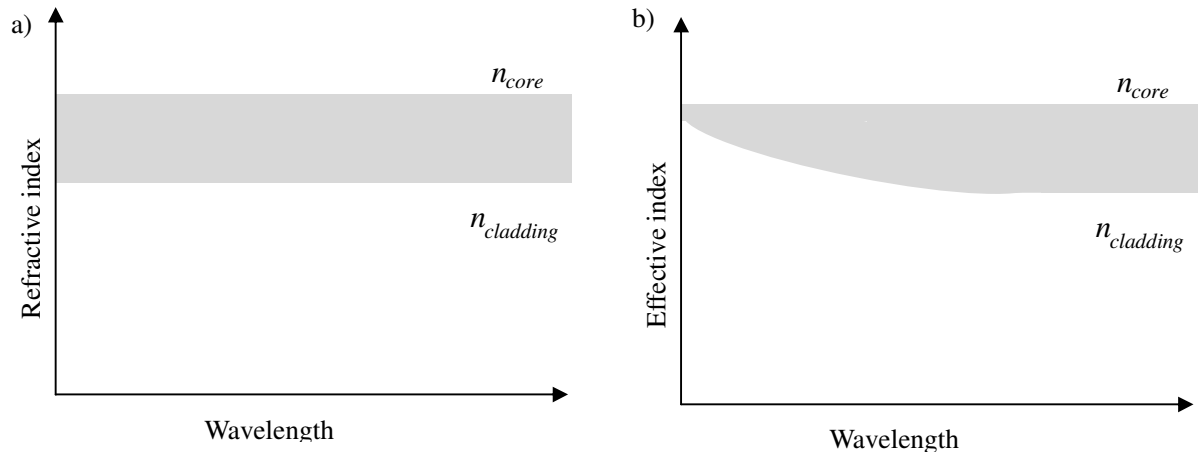 a)
n_core
Refractive index
n_cladding
Wavelength
b)
n_core
Effective index
n_cladding
Wavelength